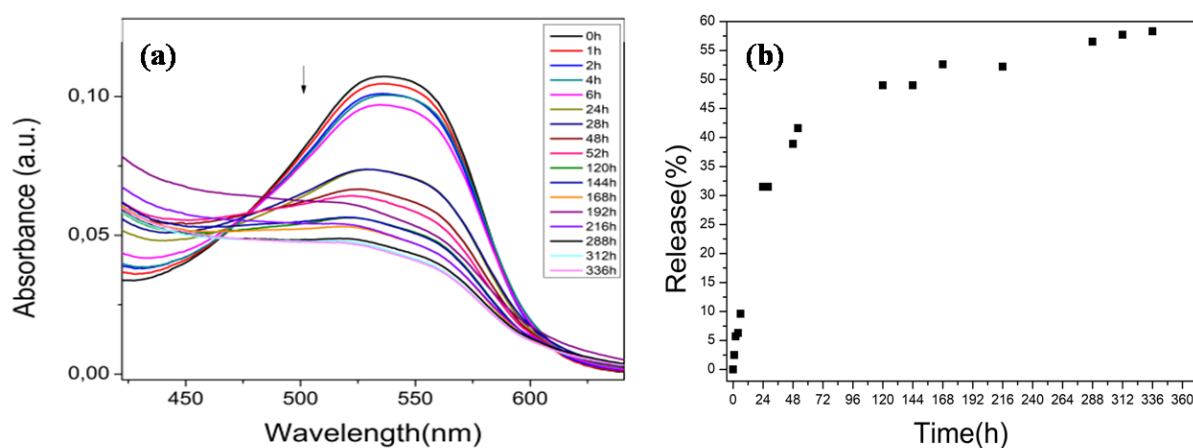 (a)
0h
1h
2h
4h
6h
24h
28h
48h
52h
120h
144h
168h
192h
216h
288h
312h
336h
0,10
0,05
0,00
Absorbance (a.u.)
450 500 550 600
Wavelength(nm)
(b)
60
55
50
45
40
35
30
25
20
15
10
5
0
Release(%)
0 24 48 72 96 120 144 168 192 216 240 264 288 312 336 360
Time(h)